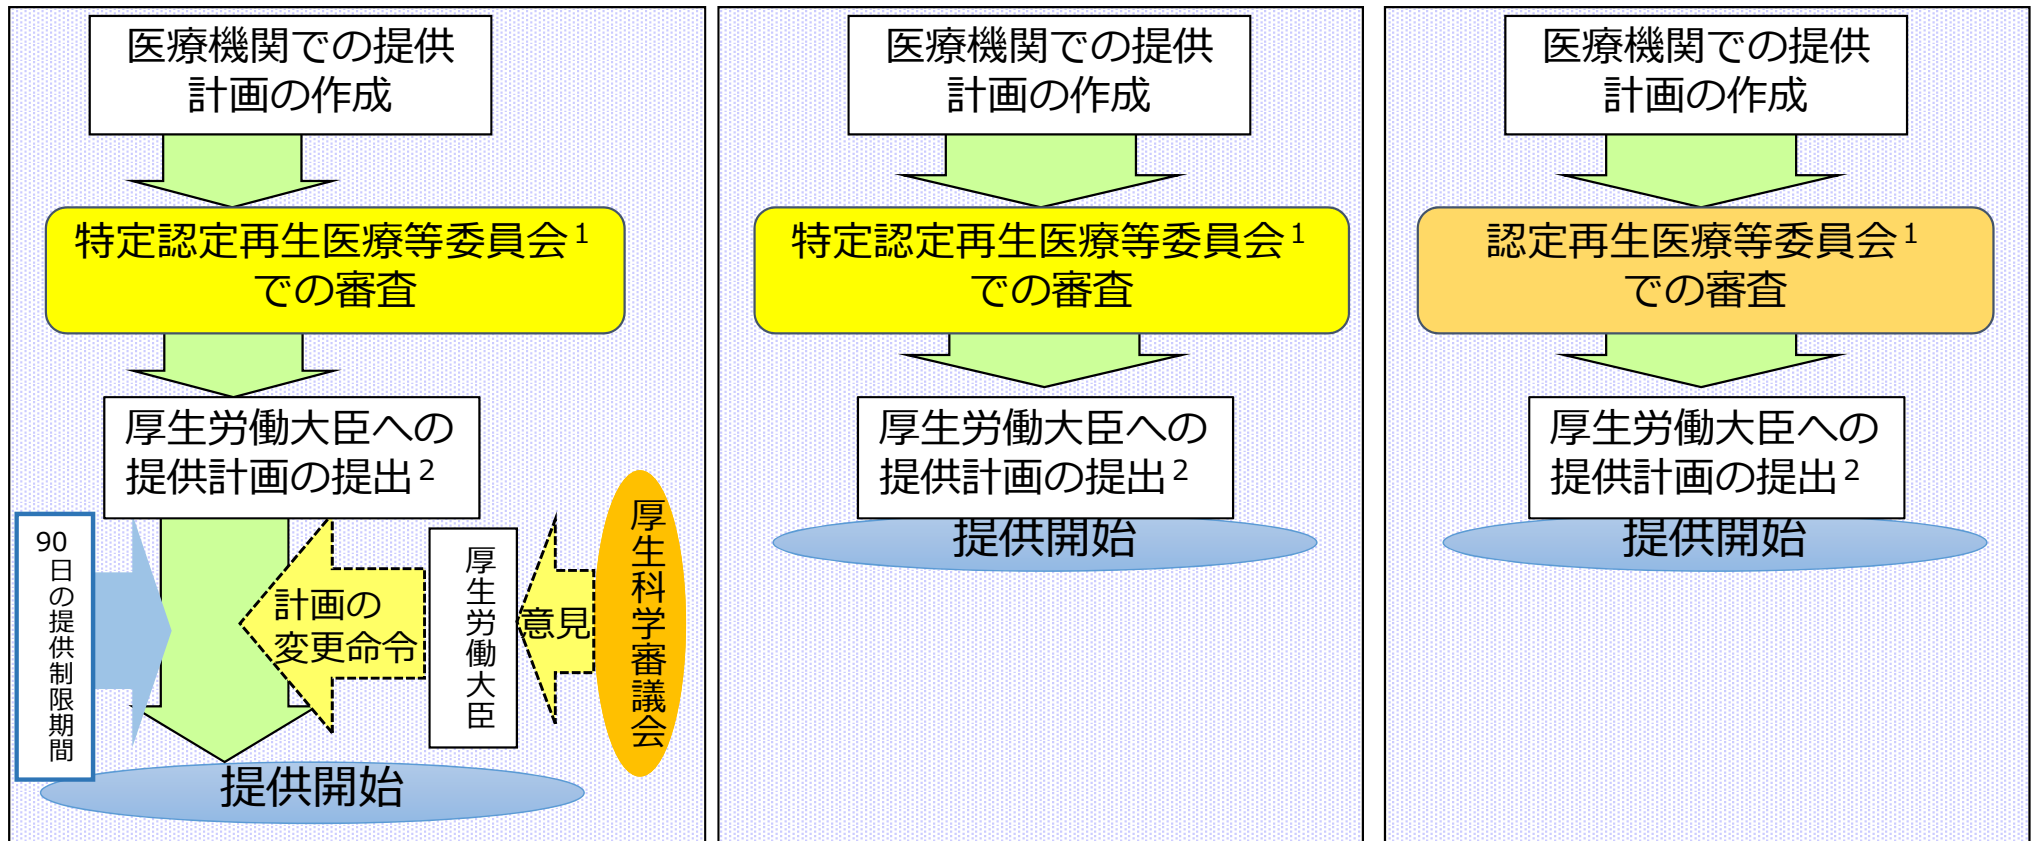 医療機関での提供
計画の作成
特定認定再生医療等委員会1
での審査
厚生労働大臣への
提供計画の提出2
90日の提供制限期間
計画の
変更命令
厚生労働大臣
意見
厚生科学審議会
提供開始
医療機関での提供
計画の作成
特定認定再生医療等委員会1
での審査
厚生労働大臣への
提供計画の提出2
提供開始
医療機関での提供
計画の作成
認定再生医療等委員会1
での審査
厚生労働大臣への
提供計画の提出2
提供開始